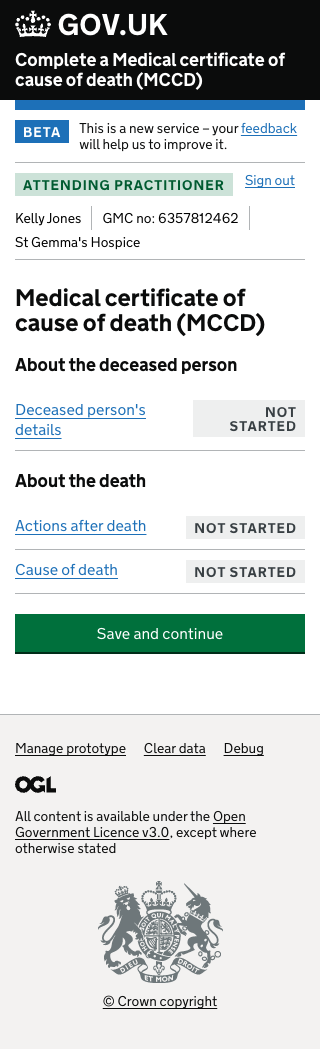 GOV.UK
Complete a Medical certificate of
cause of death (MCCD)
BETA
This is a new service – your feedback
will help us to improve it.
ATTENDING PRACTITIONER
Sign out
Kelly Jones
GMC no: 6357812462
St Gemma's Hospice
Medical certificate of
cause of death (MCCD)
About the deceased person
Deceased person's
details
NOT
STARTED
About the death
Actions after death
NOT STARTED
Cause of death
NOT STARTED
Save and continue
Manage prototype
Clear data
Debug
OGL
All content is available under the Open
Government Licence v3.0, except where
otherwise stated
DIEU ET MON DROIT
© Crown copyright